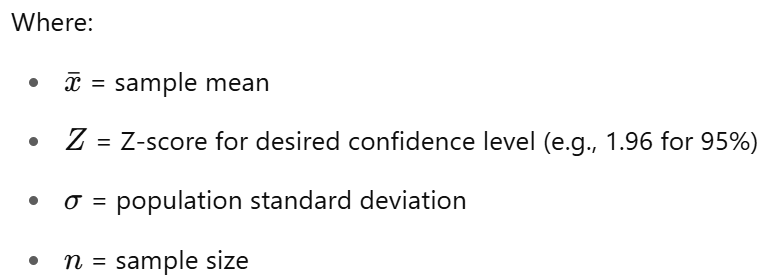 Where:
• x̄ = sample mean
• Z = Z-score for desired confidence level (e.g., 1.96 for 95%)
• σ = population standard deviation
• n = sample size